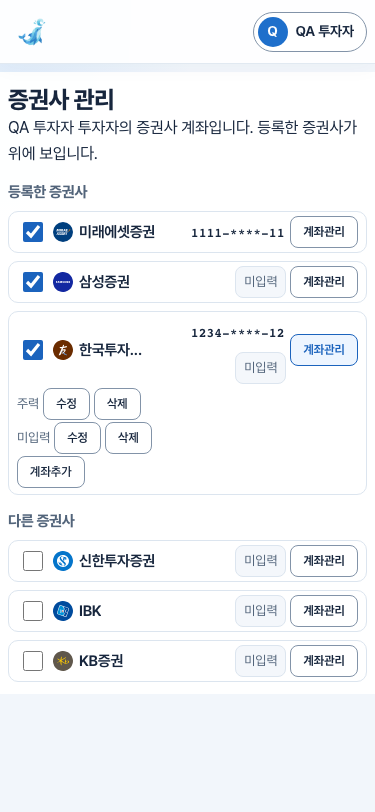 Q QA 투자자
증권사 관리
QA 투자자 투자자의 증권사 계좌입니다. 등록한 증권사가
위에 보입니다.
등록한 증권사
미래에셋증권 1111-****-11 계좌관리
삼성증권 미입력 계좌관리
한국투자... 1234-****-12 미입력 계좌관리
주력 수정 삭제
미입력 수정 삭제
계좌추가
다른 증권사
신한투자증권 미입력 계좌관리
IBK 미입력 계좌관리
KB증권 미입력 계좌관리